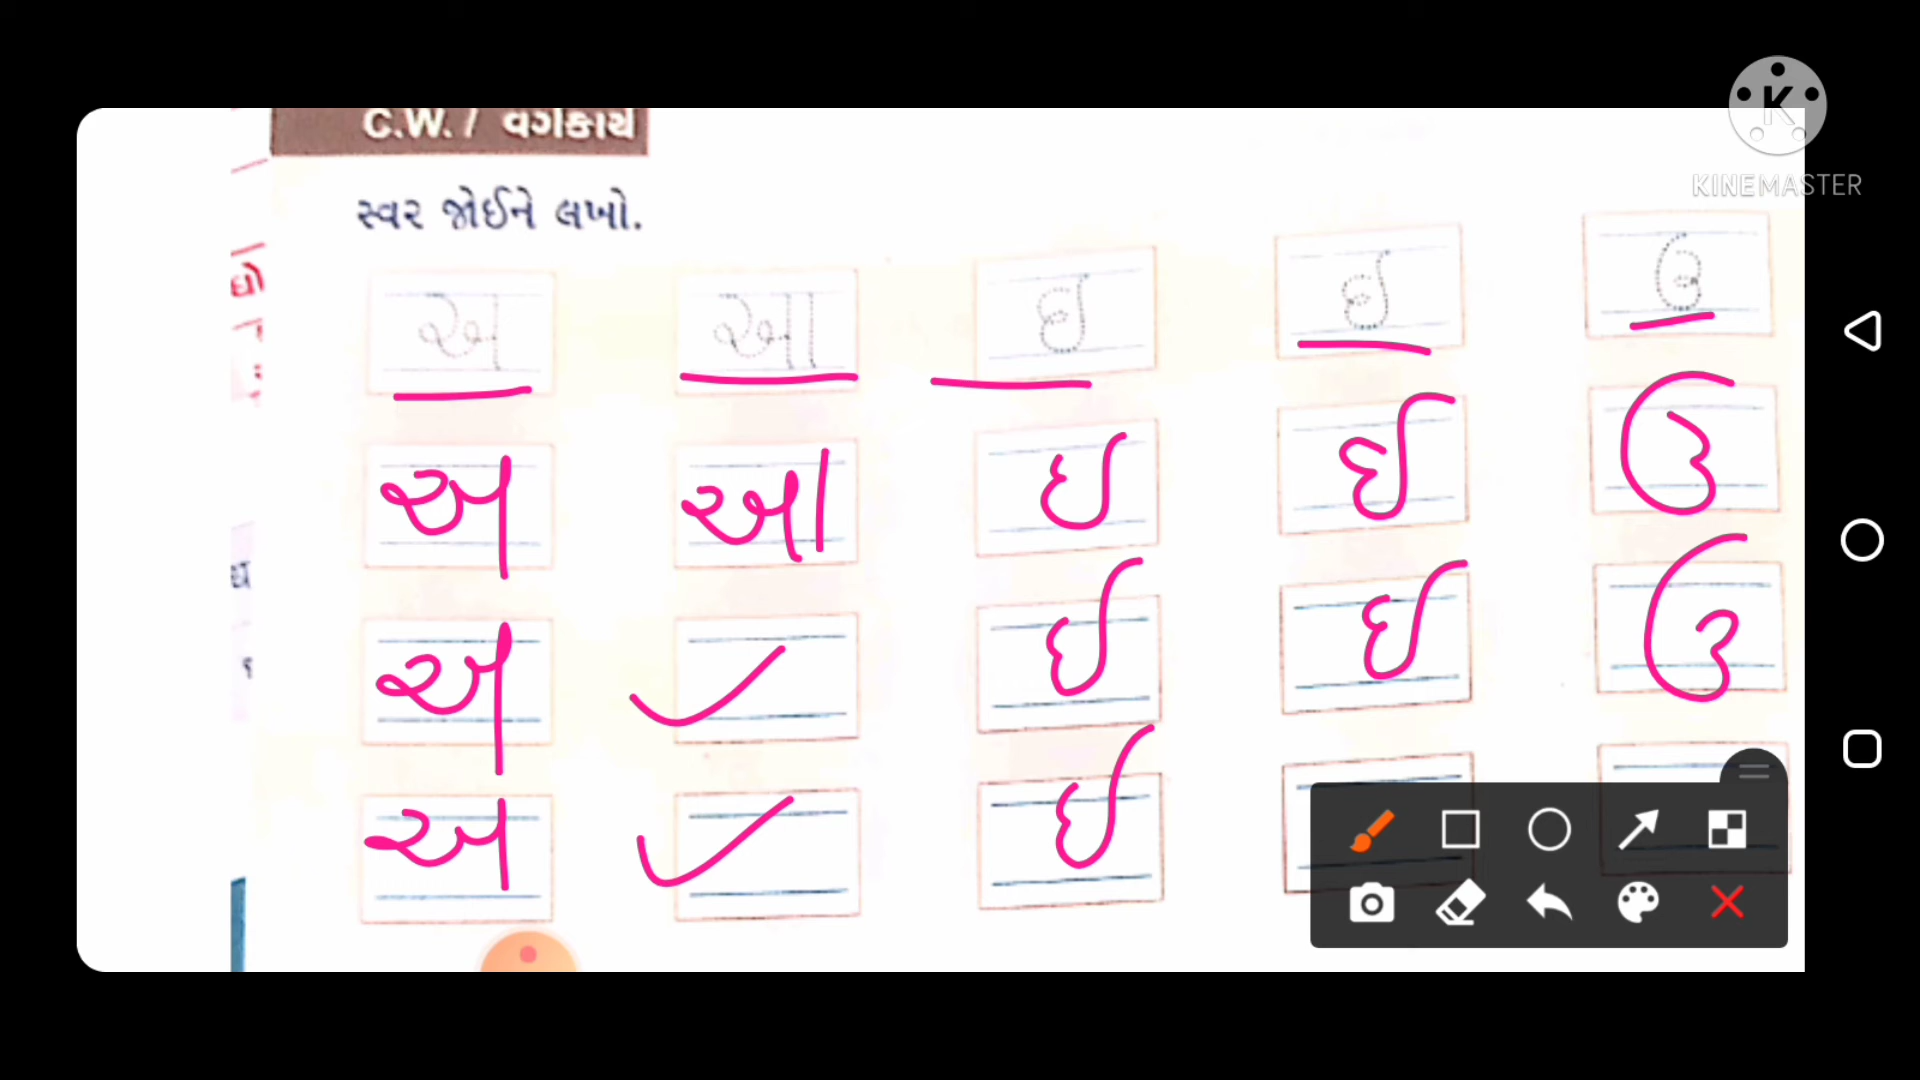 C.W. / વર્ગકાર્ય
KINEMASTER
સ્વર જોઈને લખો.
અ આ ઇ ઈ ઉ
અ આ ઇ ઈ ઉ
અ ઈ ઈ ઉ
અ ઈ